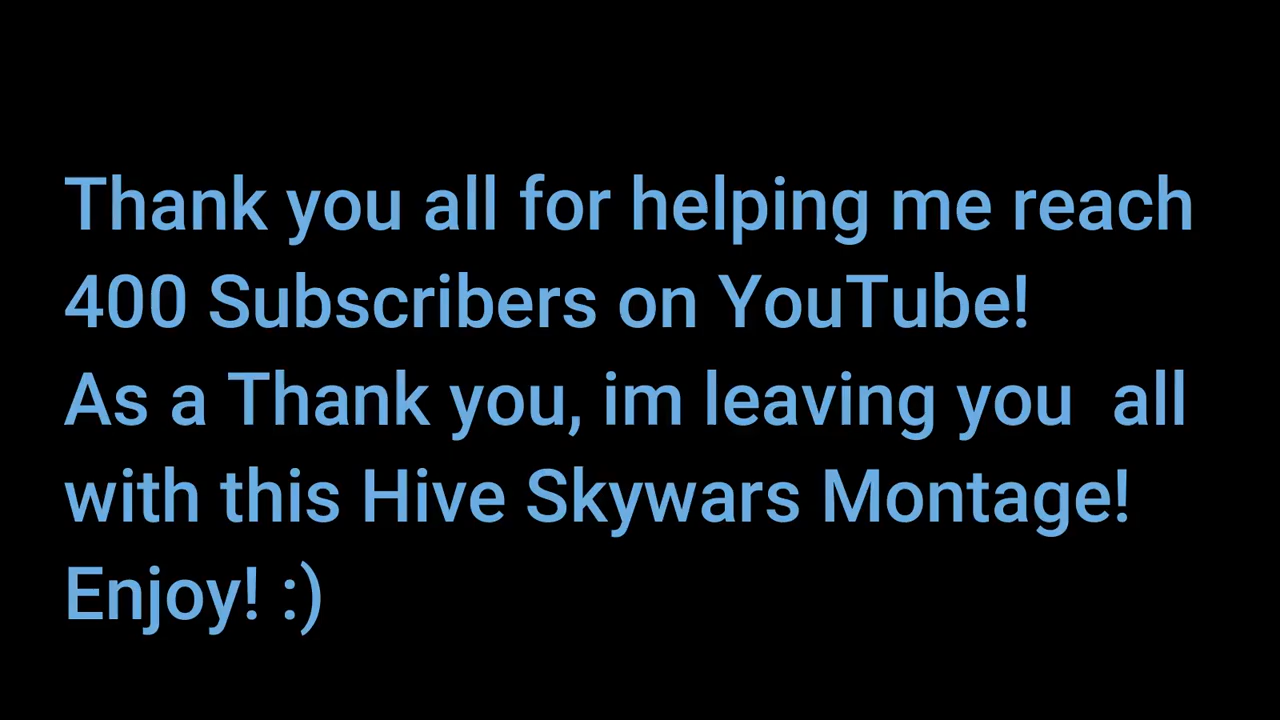 Thank you all for helping me reach
400 Subscribers on YouTube!
As a Thank you, im leaving you  all
with this Hive Skywars Montage!
Enjoy! :)